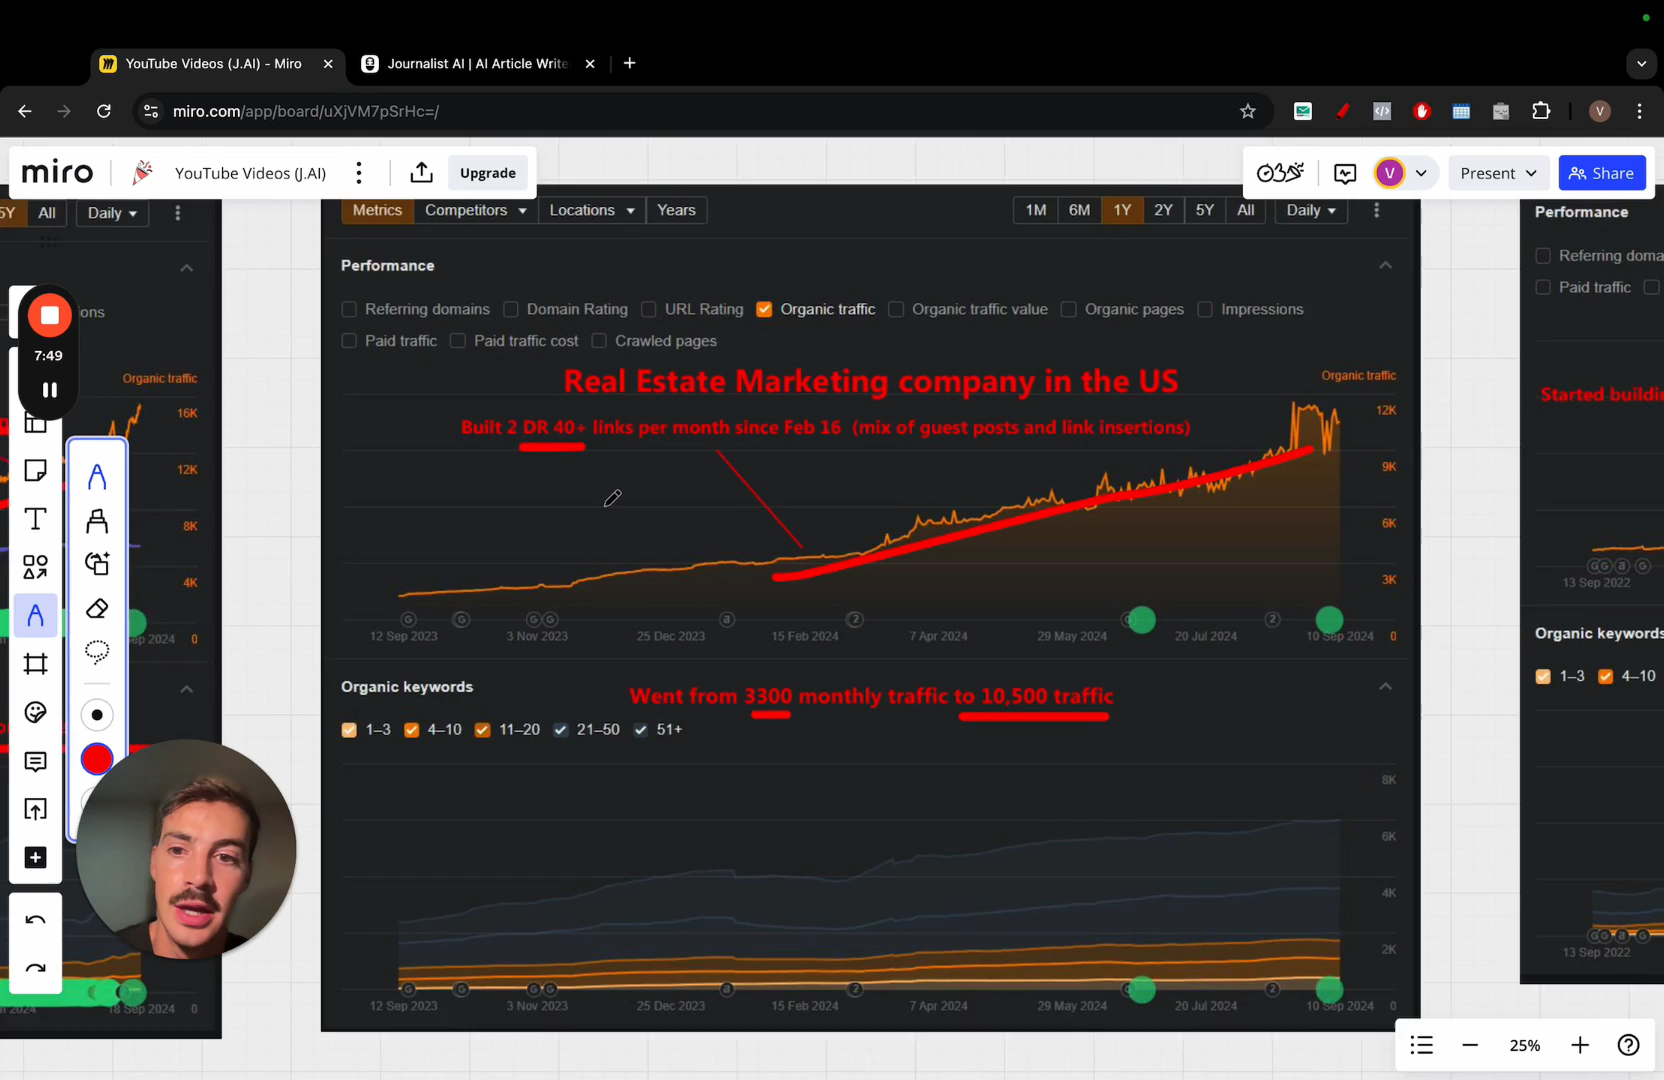 YouTube Videos (J.AI) - Miro
Journalist AI | AI Article Write
miro.com/app/board/uXjVM7pSrHc=/
V
miro
YouTube Videos (J.AI)
Upgrade
V
Present
Share
5Y
All
Daily
Metrics
Competitors
Locations
Years
1M
6M
1Y
2Y
5Y
All
Daily
Performance
Performance
Referring domains
Domain Rating
URL Rating
Organic traffic
Organic traffic value
Organic pages
Impressions
Paid traffic
Paid traffic cost
Crawled pages
Referring doma
Paid traffic
ons
7:49
Organic traffic
16K
12K
8K
4K
0
Real Estate Marketing company in the US
Built 2 DR 40+ links per month since Feb 16 (mix of guest posts and link insertions)
Organic traffic
12K
9K
6K
3K
0
Started buildi
12 Sep 2023
3 Nov 2023
25 Dec 2023
15 Feb 2024
7 Apr 2024
29 May 2024
20 Jul 2024
10 Sep 2024
13 Sep 2022
ep 2024
Organic keywords
Went from 3300 monthly traffic to 10,500 traffic
1–3
4–10
11–20
21–50
51+
Organic keywords
1–3
4–10
8K
6K
4K
2K
0
12 Sep 2023
3 Nov 2023
25 Dec 2023
15 Feb 2024
7 Apr 2024
29 May 2024
20 Jul 2024
10 Sep 2024
13 Sep 2022
2024
18 Sep 2024
0
25%